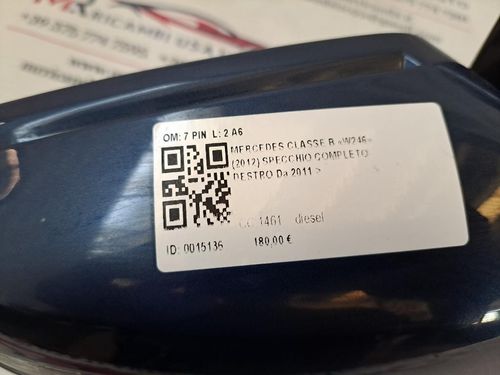 OM: 7 PIN L: 2 A6
MERCEDES CLASSE B «W246»
(2012) SPECCHIO COMPLETO
DESTRO Da 2011 >
CC 1461 diesel
ID: 0015136
180,00 €